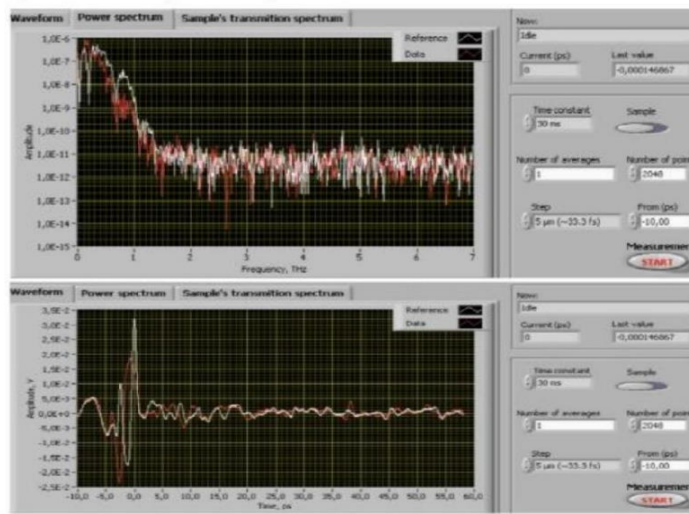 Waveform Power spectrum Sample's transmition spectrum
Reference
Data
1,0E-6
1,0E-7
1,0E-8
1,0E-9
1,0E-10
1,0E-11
1,0E-12
1,0E-13
1,0E-14
1,0E-15
Amplitude
0 1 2 3 4 5 6 7
Frequency, THz
Now:
Idle
Current (ps) Last value
0 -0,000146867
Time constant Sample
30 ms
Number of averages Number of poin
1 2048
Step From (ps)
5 µm (~33.3 fs) -10,00
Measuremen
START
Waveform Power spectrum Sample's transmition spectrum
Reference
Data
3,5E-2
3,0E-2
2,5E-2
2,0E-2
1,5E-2
1,0E-2
5,0E-3
0,0E+0
-5,0E-3
-1,0E-2
-1,5E-2
-2,0E-2
-2,5E-2
Amplitude, V
-10,0 -5,0 0,0 5,0 10,0 15,0 20,0 25,0 30,0 35,0 40,0 45,0 50,0 55,0 60,0
Time, ps
Now:
Idle
Current (ps) Last value
0 -0,000146867
Time constant Sample
30 ms
Number of averages Number of poin
1 2048
Step From (ps)
5 µm (~33.3 fs) -10,00
Measuremen
START